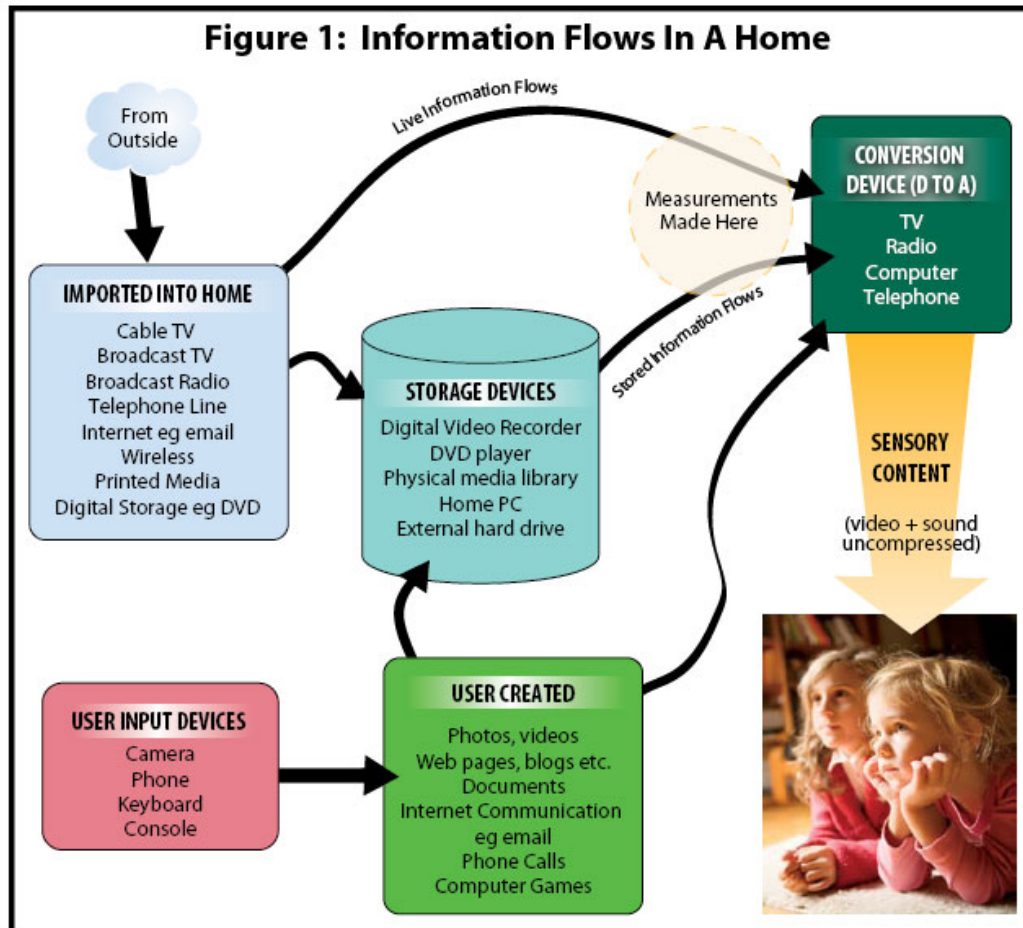 Figure 1: Information Flows In A Home
From
Outside
Live Information Flows
Measurements
Made Here
CONVERSION
DEVICE (D TO A)
TV
Radio
Computer
Telephone
IMPORTED INTO HOME
Cable TV
Broadcast TV
Broadcast Radio
Telephone Line
Internet eg email
Wireless
Printed Media
Digital Storage eg DVD
STORAGE DEVICES
Digital Video Recorder
DVD player
Physical media library
Home PC
External hard drive
Stored Information Flows
SENSORY
CONTENT
(video + sound
uncompressed)
USER INPUT DEVICES
Camera
Phone
Keyboard
Console
USER CREATED
Photos, videos
Web pages, blogs etc.
Documents
Internet Communication
eg email
Phone Calls
Computer Games